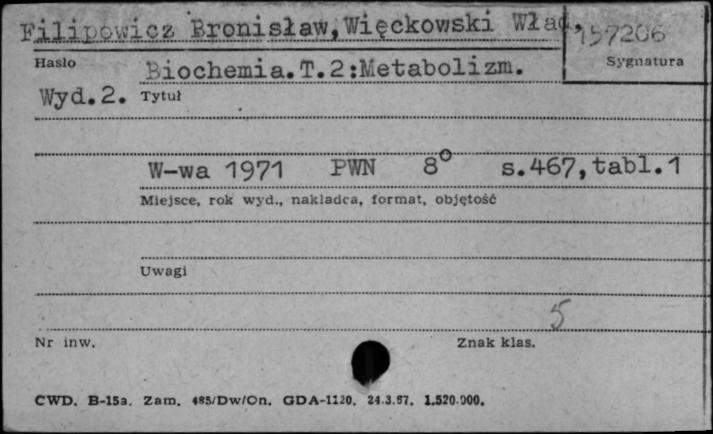 Filipowicz Bronisław,Więckowski Wład.
157206
Hasło
Sygnatura
Biochemia.T.2:Metabolizm.
Wyd.2.
Tytuł
W-wa 1971 PWN 8° s.467,tabl.1
Miejsce, rok wyd., nakładca, format, objętość
Uwagi
5
Nr inw.
Znak klas.
CWD. B-15a. Zam. 485/Dw/On. GDA-1120. 24.3.67. 1.520.000.